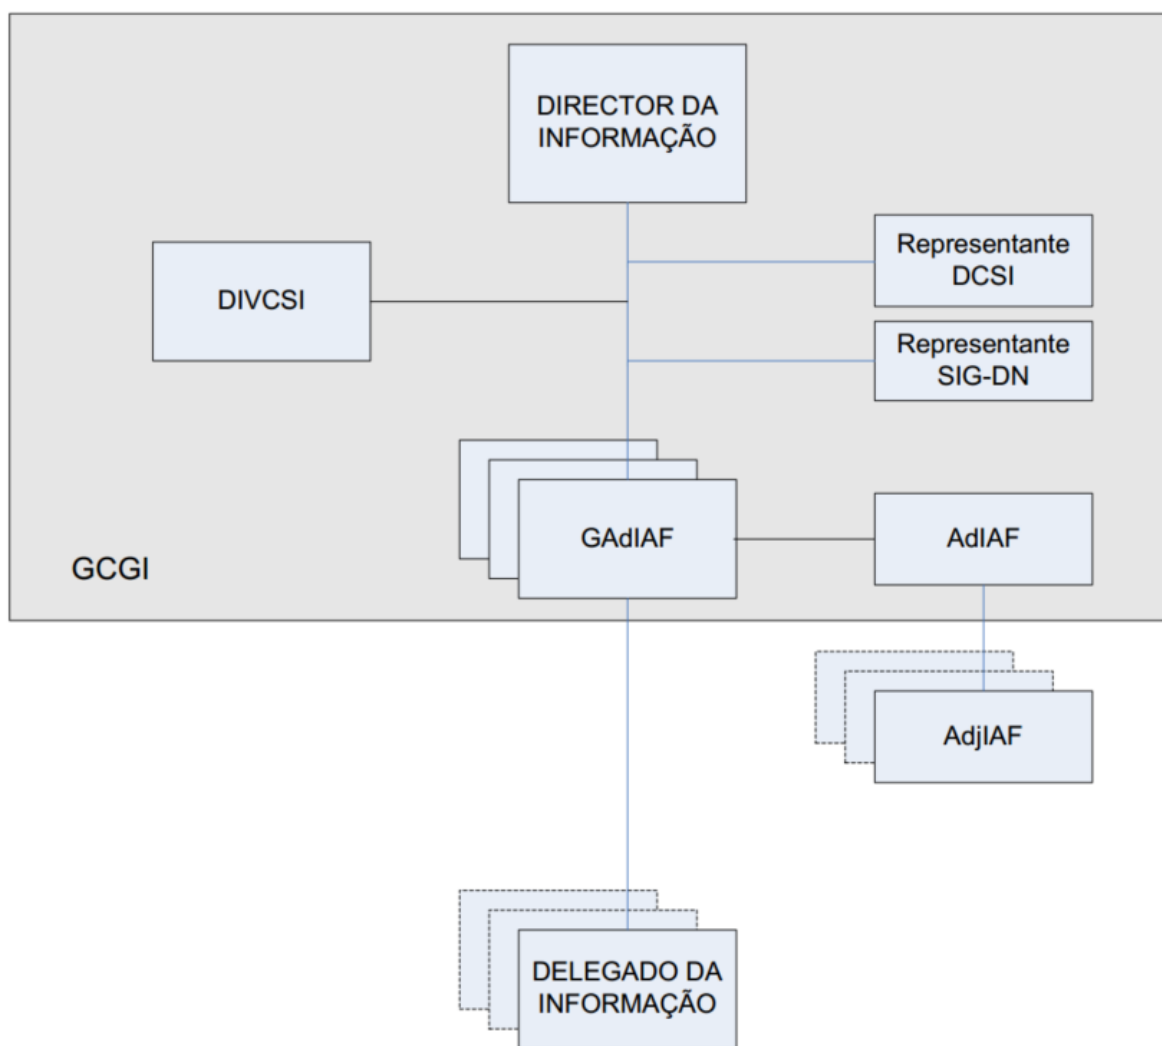 DIRECTOR DA
INFORMAÇÃO
Representante
DCSI
DIVCSI
Representante
SIG-DN
GAdIAF
AdIAF
GCGI
AdjIAF
DELEGADO DA
INFORMAÇÃO